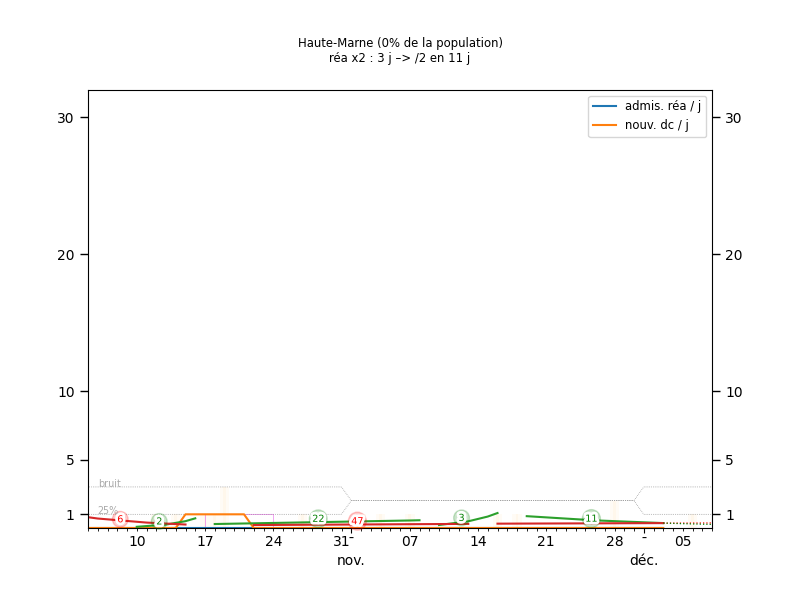 Haute-Marne (0% de la population)
réa x2 : 3 j –> /2 en 11 j
admis. réa / j
nouv. dc / j
30 30
20 20
10 10
5 5
bruit
25%
1 1
6 2 22 47 3 11
10 17 24 31- 07 14 21 28 - 05
nov. déc.